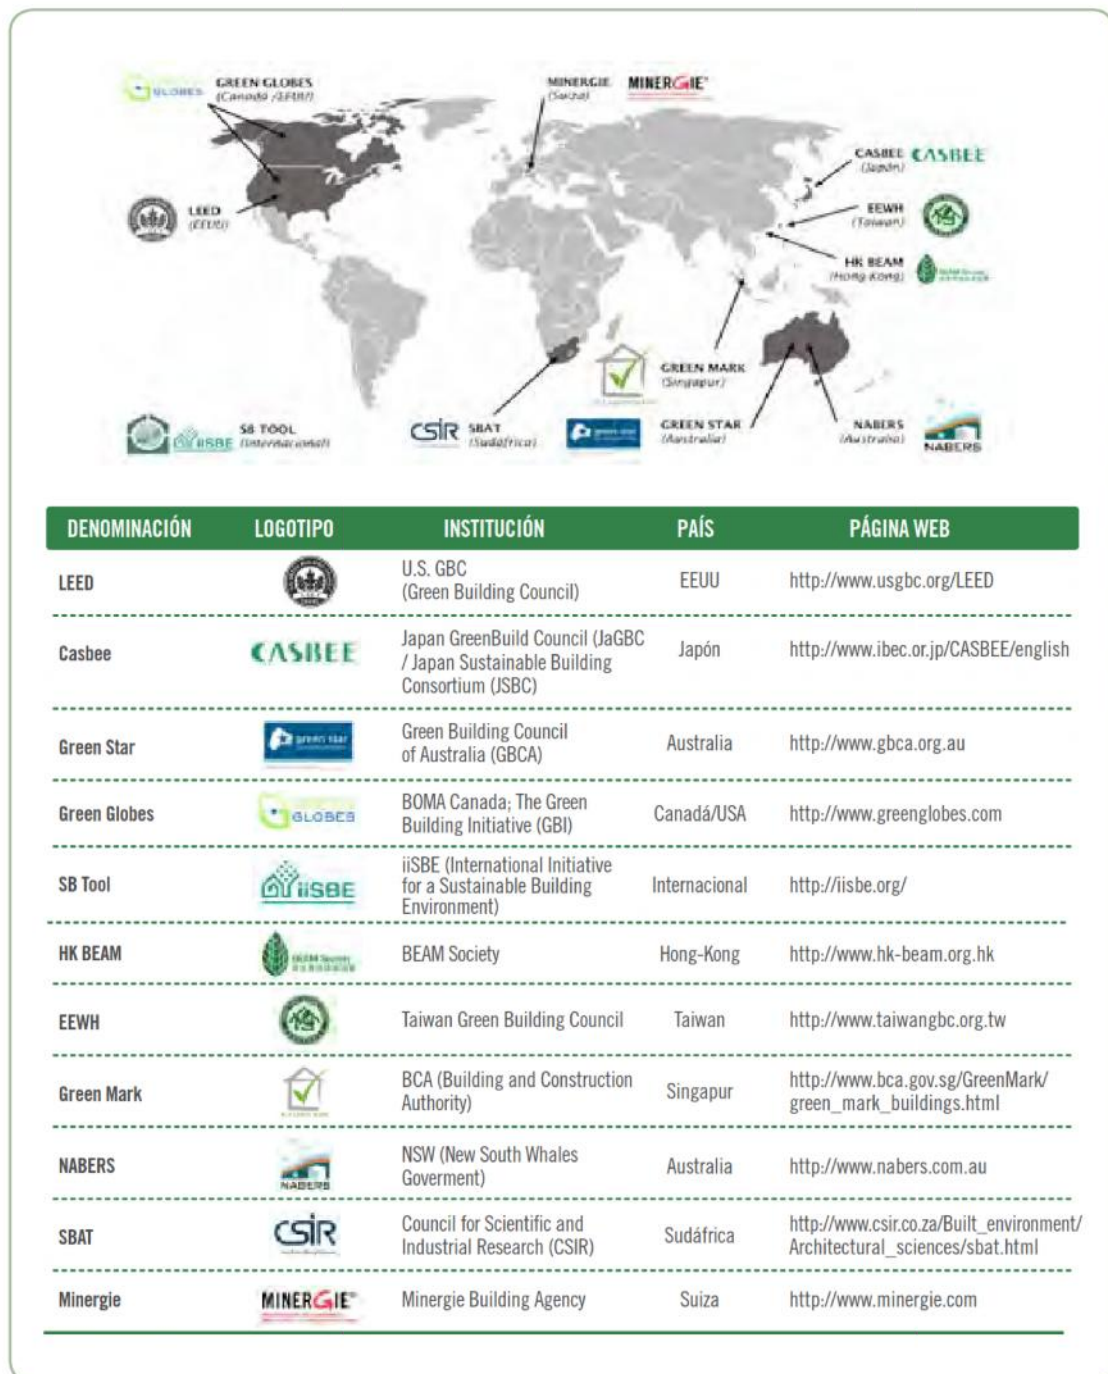 GLOBES
GREEN GLOBES
(Canadá /EEUU)
MINERGIE
(Suiza)
MINERGIE
CASBEE
(Japón)
CASBEE
LEED
(EEUU)
EEWH
(Taiwan)
HK BEAM
(Hong Kong)
GREEN MARK
(Singapur)
SB TOOL
(Internacional)
iiSBE
CSIR
SBAT
(Sudáfrica)
green star
GREEN STAR
(Australia)
NABERS
(Australia)
NABERS
DENOMINACIÓN LOGOTIPO INSTITUCIÓN PAÍS PÁGINA WEB
LEED
U.S. GBC
(Green Building Council)
EEUU
http://www.usgbc.org/LEED
Casbee
CASBEE
Japan GreenBuild Council (JaGBC
/ Japan Sustainable Building
Consortium (JSBC)
Japón
http://www.ibec.or.jp/CASBEE/english
Green Star
green star
Green Building Council
of Australia (GBCA)
Australia
http://www.gbca.org.au
Green Globes
GLOBES
BOMA Canada; The Green
Building Initiative (GBI)
Canadá/USA
http://www.greenglobes.com
SB Tool
iiSBE
iiSBE (International Initiative
for a Sustainable Building
Environment)
Internacional
http://iisbe.org/
HK BEAM
BEAM Society
BEAM Society
Hong-Kong
http://www.hk-beam.org.hk
EEWH
Taiwan Green Building Council
Taiwan
http://www.taiwangbc.org.tw
Green Mark
BCA (Building and Construction
Authority)
Singapur
http://www.bca.gov.sg/GreenMark/
green_mark_buildings.html
NABERS
NABERS
NSW (New South Whales
Goverment)
Australia
http://www.nabers.com.au
SBAT
CSIR
Council for Scientific and
Industrial Research (CSIR)
Sudáfrica
http://www.csir.co.za/Built_environment/
Architectural_sciences/sbat.html
Minergie
MINERGIE
Minergie Building Agency
Suiza
http://www.minergie.com